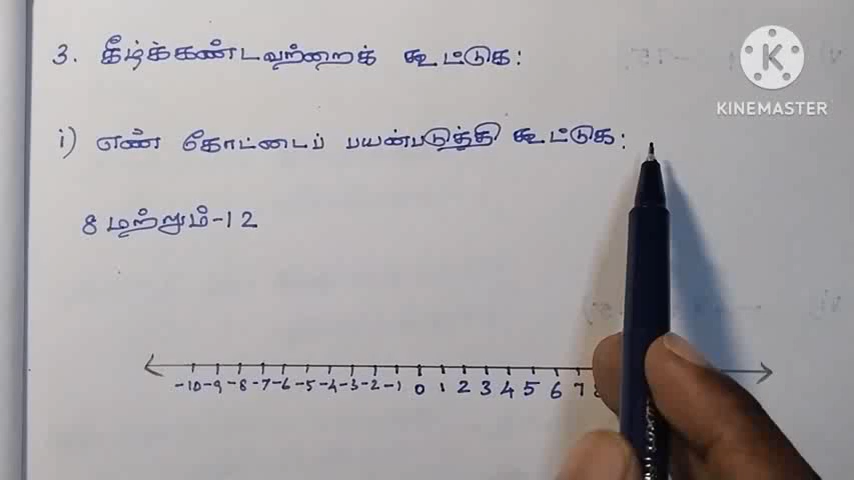 3. கீழ்க்கண்டவற்றைக் கூட்டுக:
i) எண் கோட்டைப் பயன்படுத்தி கூட்டுக:
8 மற்றும் -12
-10 -9 -8 -7 -6 -5 -4 -3 -2 -1 0 1 2 3 4 5 6 7
KINEMASTER